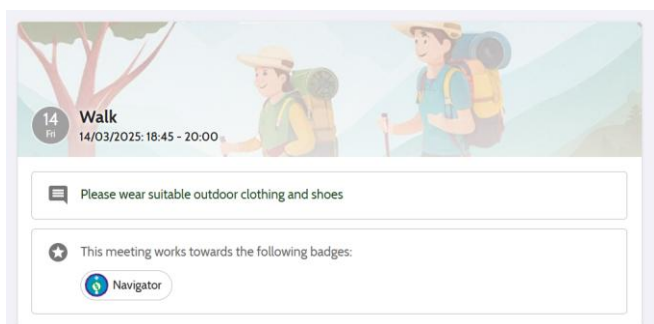 14
Fri
Walk
14/03/2025: 18:45 - 20:00
Please wear suitable outdoor clothing and shoes
This meeting works towards the following badges:
Navigator